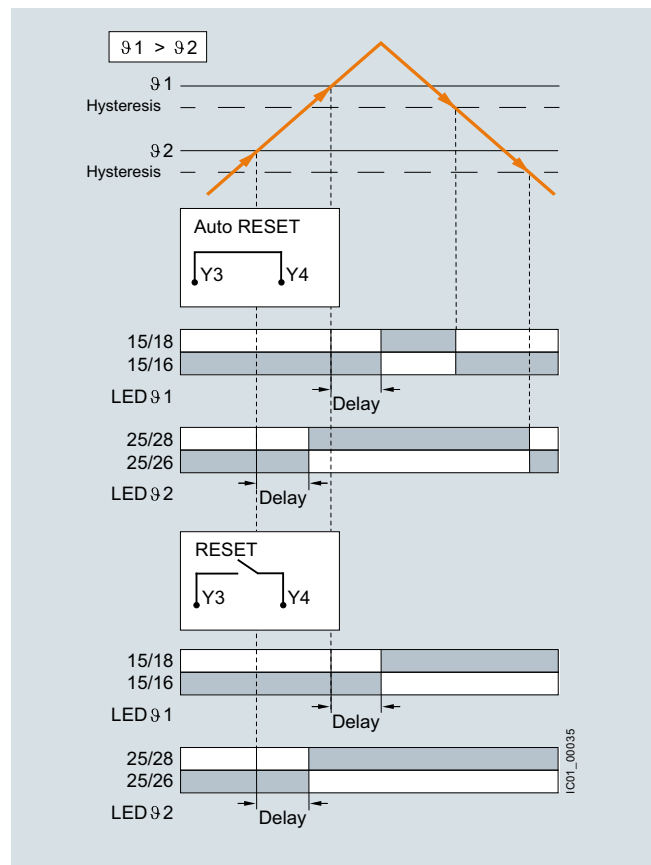 ϑ1 > ϑ2
ϑ1
Hysteresis
ϑ2
Hysteresis
Auto RESET
Y3 Y4
15/18
15/16
LED ϑ1
Delay
25/28
25/26
LED ϑ2
Delay
RESET
Y3 Y4
15/18
15/16
LED ϑ1
Delay
25/28
25/26
LED ϑ2
Delay
IC01_00035